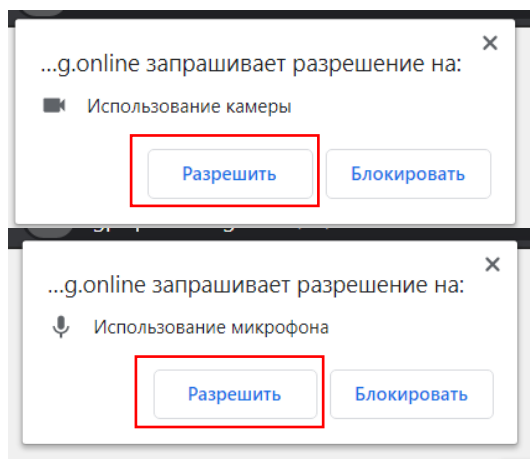 ...g.online запрашивает разрешение на:
Использование камеры
Разрешить Блокировать
...g.online запрашивает разрешение на:
Использование микрофона
Разрешить Блокировать